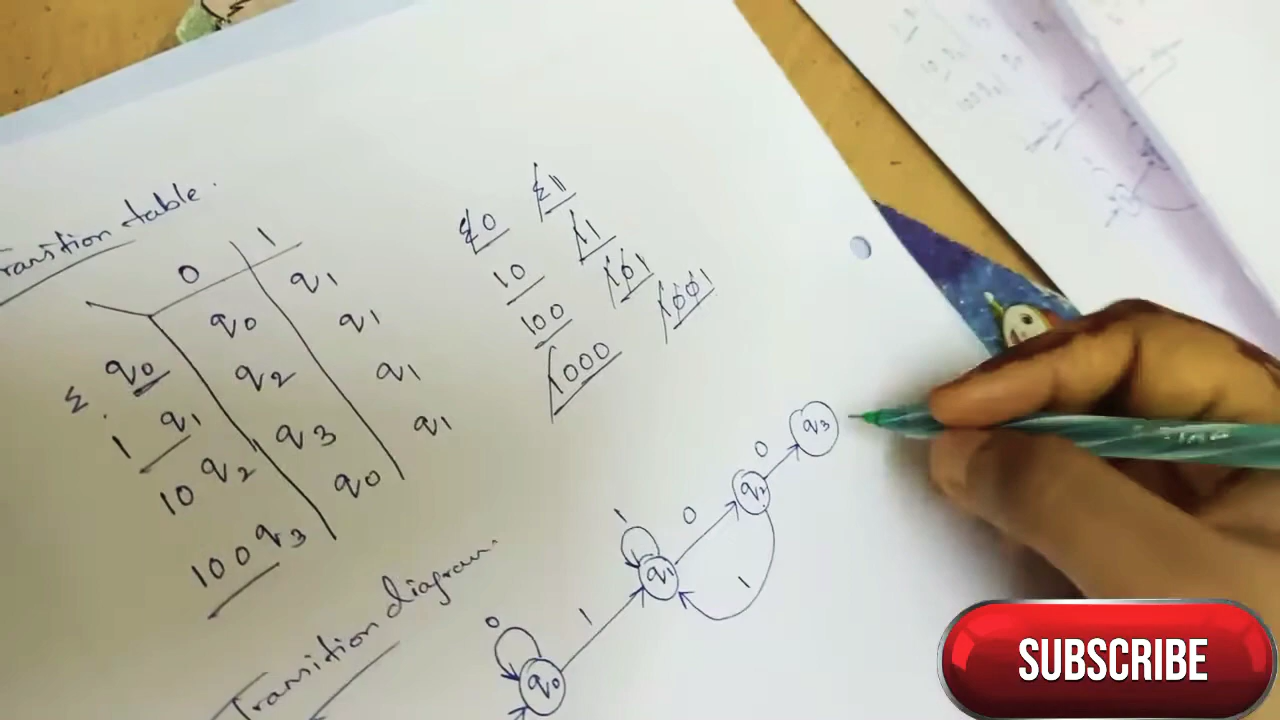 Transition table.
0 1
Σ. q0 q0 q1
1 q1 q2 q1
10 q2 q3 q1
100 q3 q0 q1
Σ0 Σ1
10 11
100 101
1000 1001
Transition diagram.
0
q0
1
1
q1
0
q2
1
0
q3
SUBSCRIBE